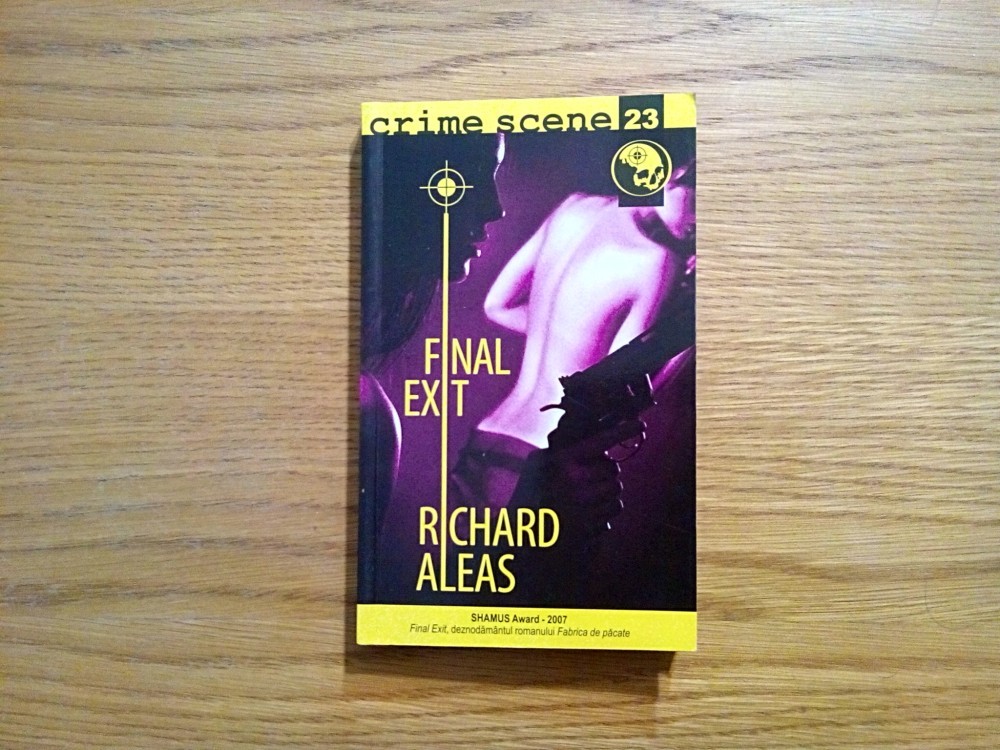 crime scene 23
FINAL
EXIT
RICHARD
ALEAS
SHAMUS Award - 2007
Final Exit, deznodământul romanului Fabrica de păcate